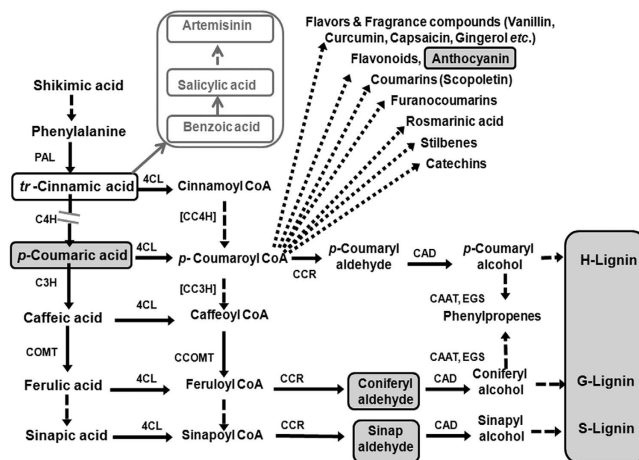 Artemisinin
Salicylic acid
Benzoic acid
Flavors & Fragrance compounds (Vanillin,
Curcumin, Capsaicin, Gingerol etc.)
Flavonoids, Anthocyanin
Coumarins (Scopoletin)
Furanocoumarins
Rosmarinic acid
Stilbenes
Catechins
Shikimic acid
Phenylalanine
PAL
tr-Cinnamic acid 4CL Cinnamoyl CoA
C4H [CC4H]
p-Coumaric acid 4CL p- Coumaroyl CoA CCR p-Coumaryl
aldehyde CAD p-Coumaryl
alcohol H-Lignin
C3H [CC3H] CAAT, EGS
Phenylpropenes
Caffeic acid 4CL Caffeoyl CoA
COMT CCOMT CAAT, EGS
Ferulic acid 4CL Feruloyl CoA CCR Coniferyl
aldehyde CAD Coniferyl
alcohol G-Lignin
Sinapic acid 4CL Sinapoyl CoA CCR Sinap
aldehyde CAD Sinapyl
alcohol S-Lignin